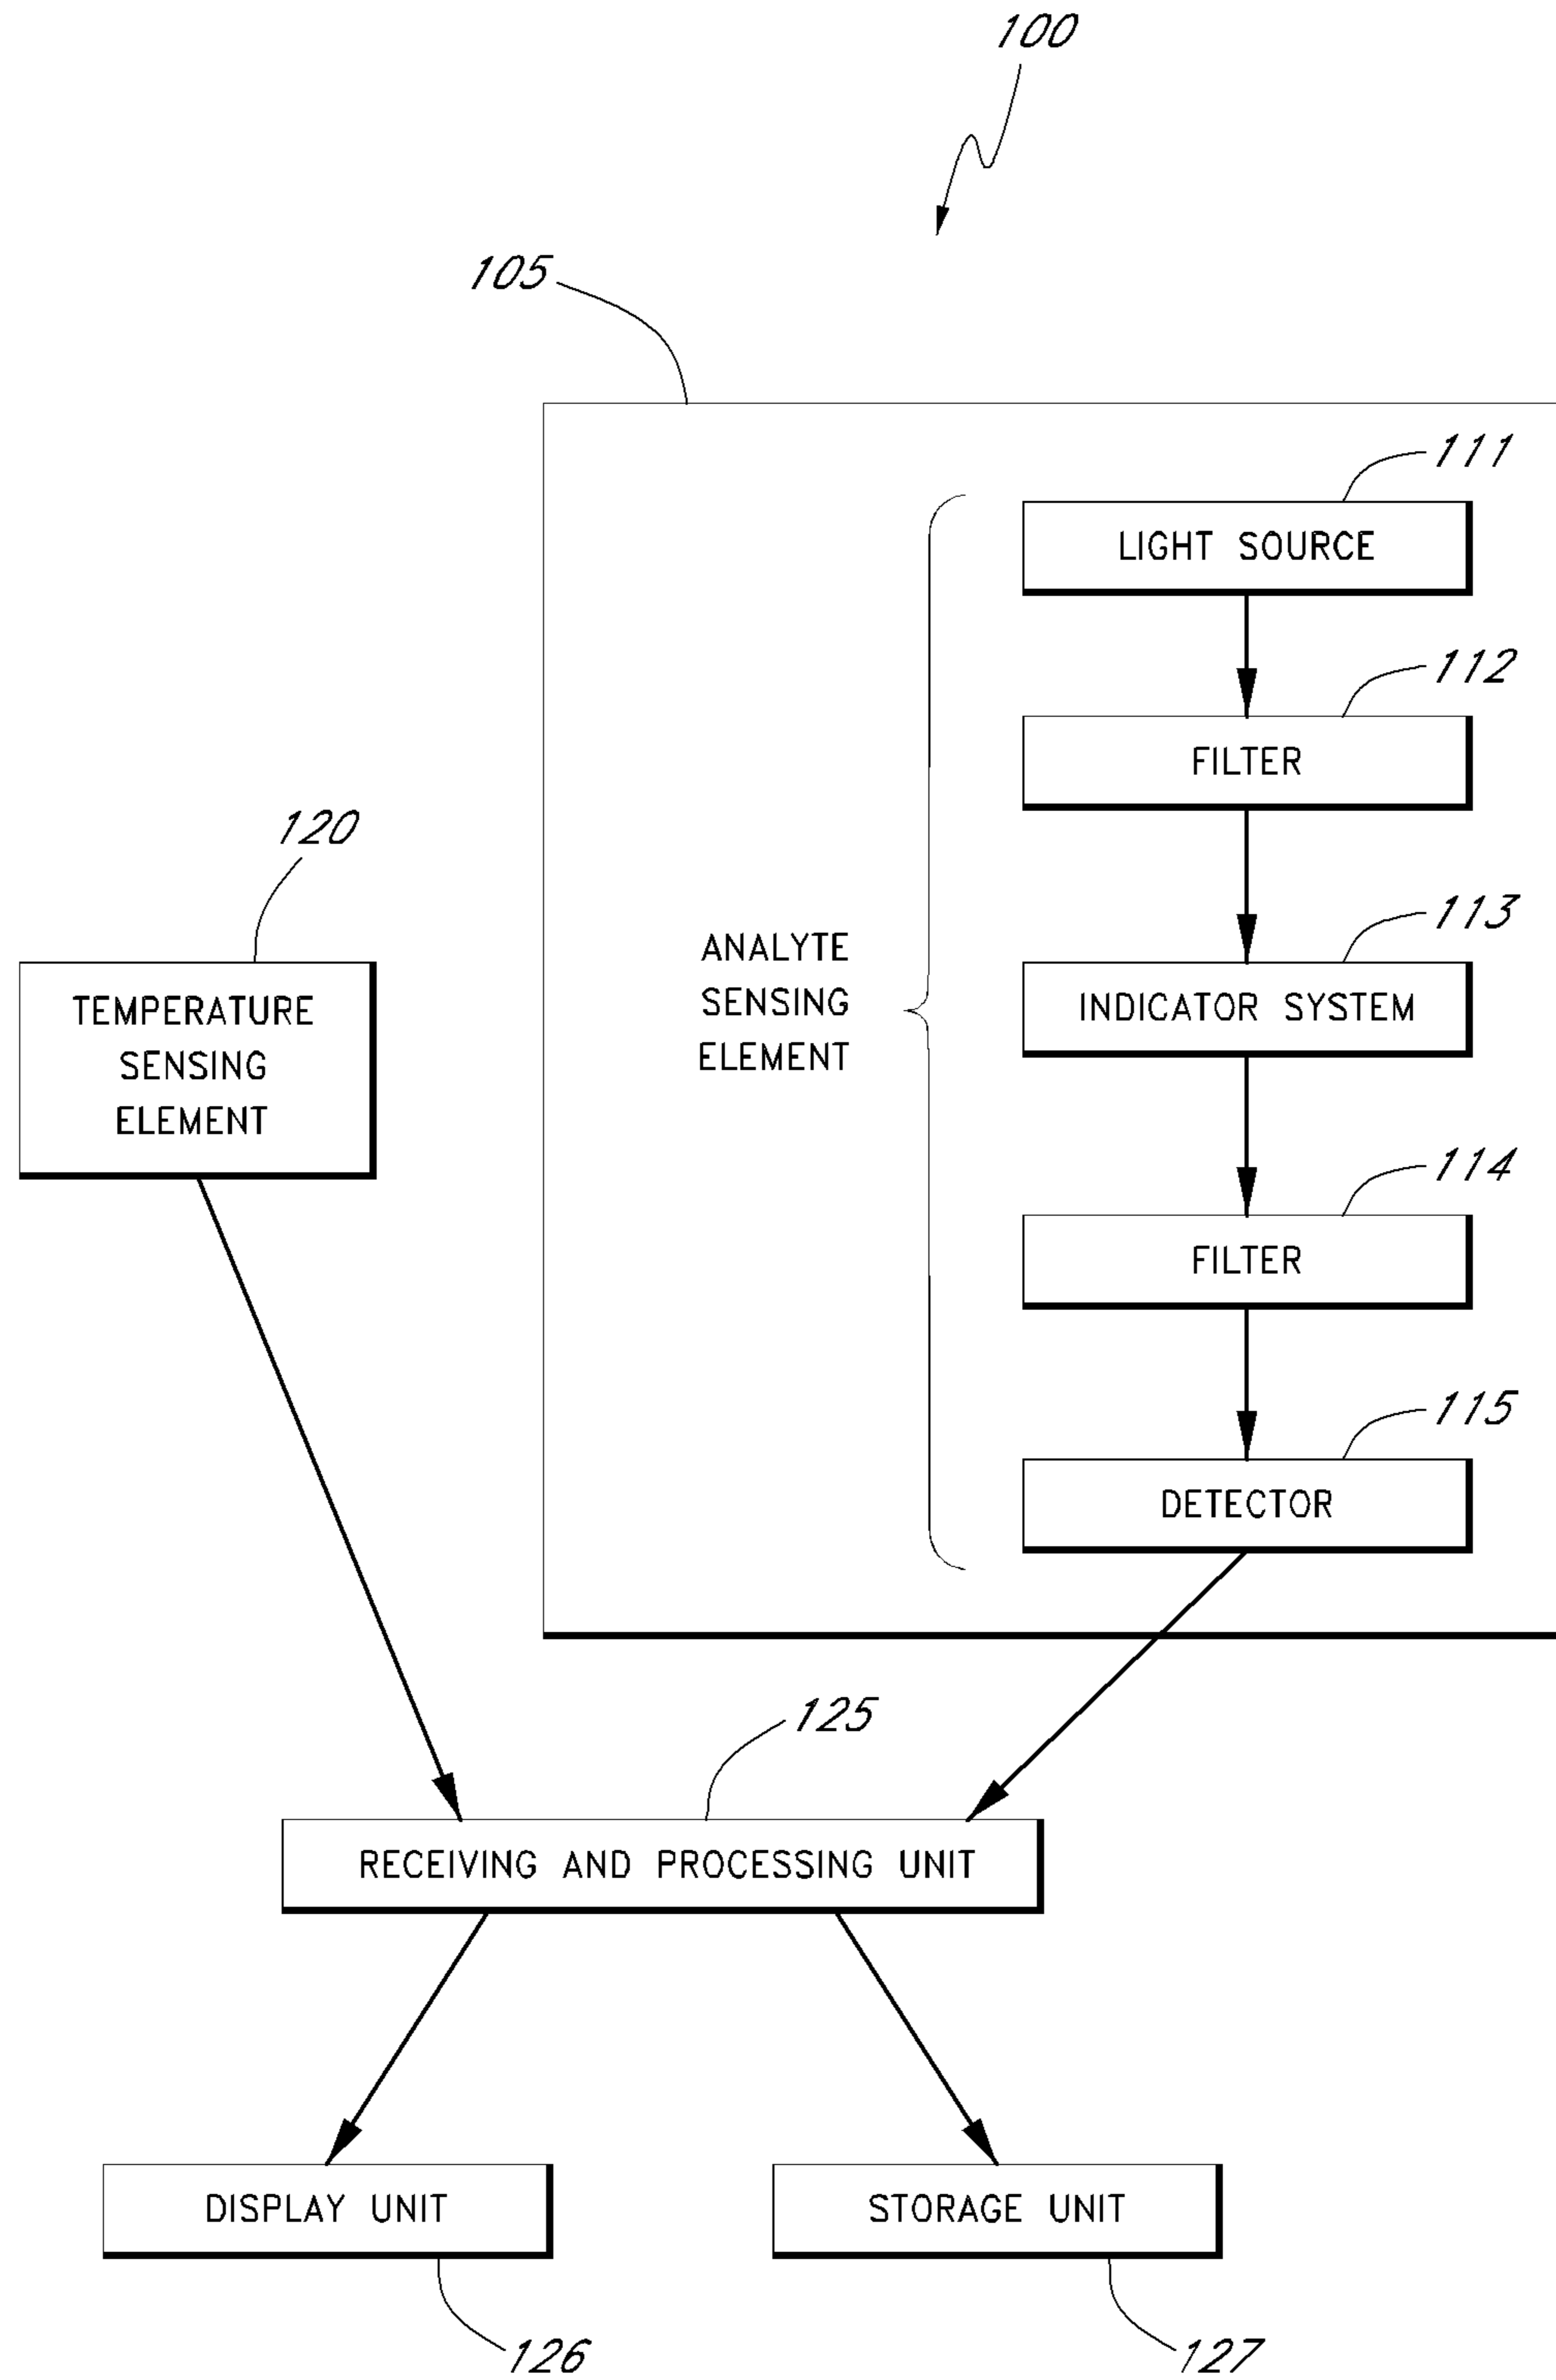 100
105
111
LIGHT SOURCE
112
FILTER
120
TEMPERATURE
SENSING
ELEMENT
ANALYTE
SENSING
ELEMENT
113
INDICATOR SYSTEM
114
FILTER
115
DETECTOR
125
RECEIVING AND PROCESSING UNIT
DISPLAY UNIT
STORAGE UNIT
126
127